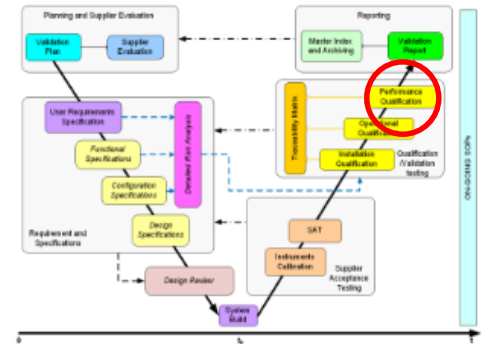 Planning and Supplier Evaluation
Reporting
Validation
Plan
Supplier
Evaluation
Master Index
and Archiving
Validation
Report
User Requirements
Specification
Functional
Specifications
Configuration
Specifications
Design
Specifications
Detailed Risk Analysis
Requirement and
Specifications
Design Review
System
Build
Traceability Matrix
Performance
Qualification
Operational
Qualification
Installation
Qualification
Qualification
/Validation
testing
SAT
Instruments
Calibration
Supplier
Acceptance
Testing
ONGOING SOPs
0
t